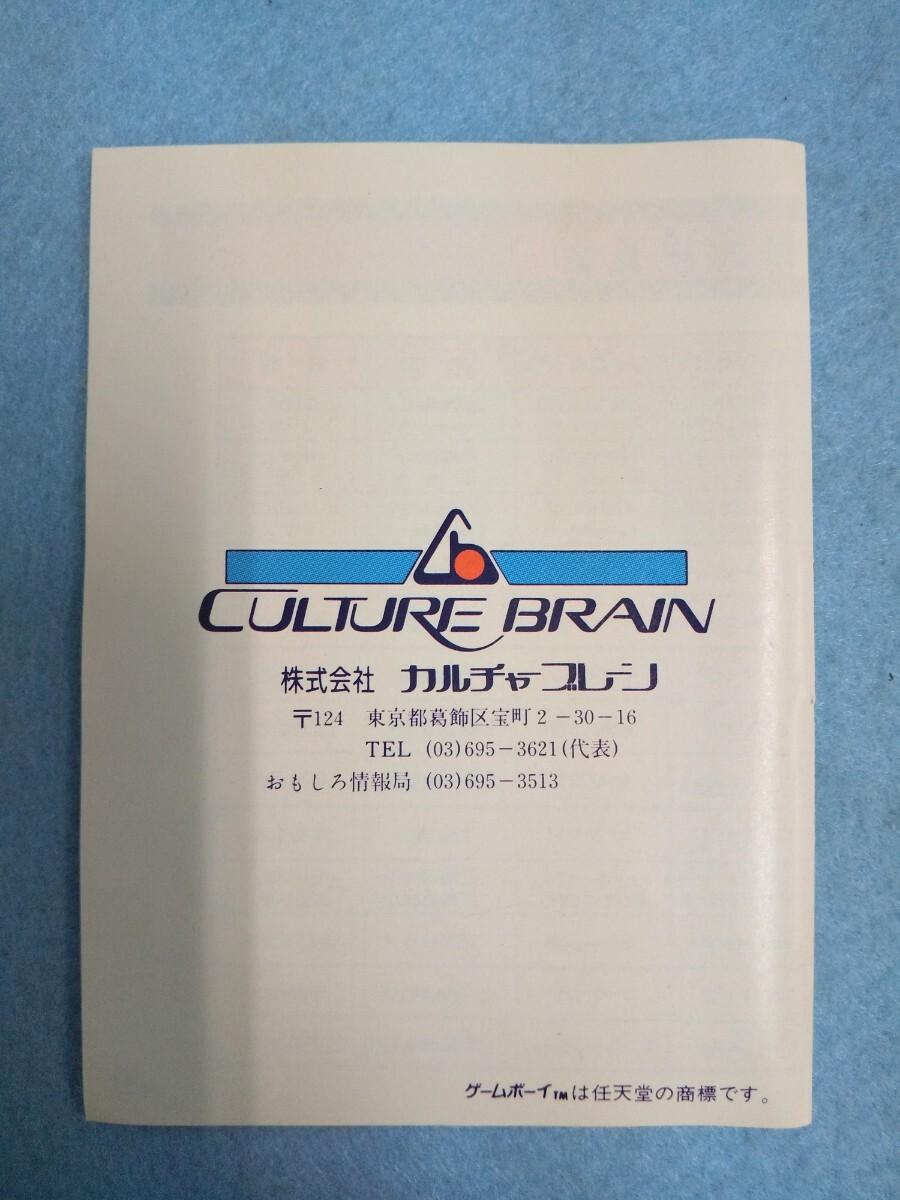 CULTURE BRAIN
株式会社 カルチャーブレーン
〒124 東京都葛飾区宝町2-30-16
TEL (03)695-3621(代表)
おもしろ情報局 (03)695-3513
ゲームボーイTMは任天堂の商標です。